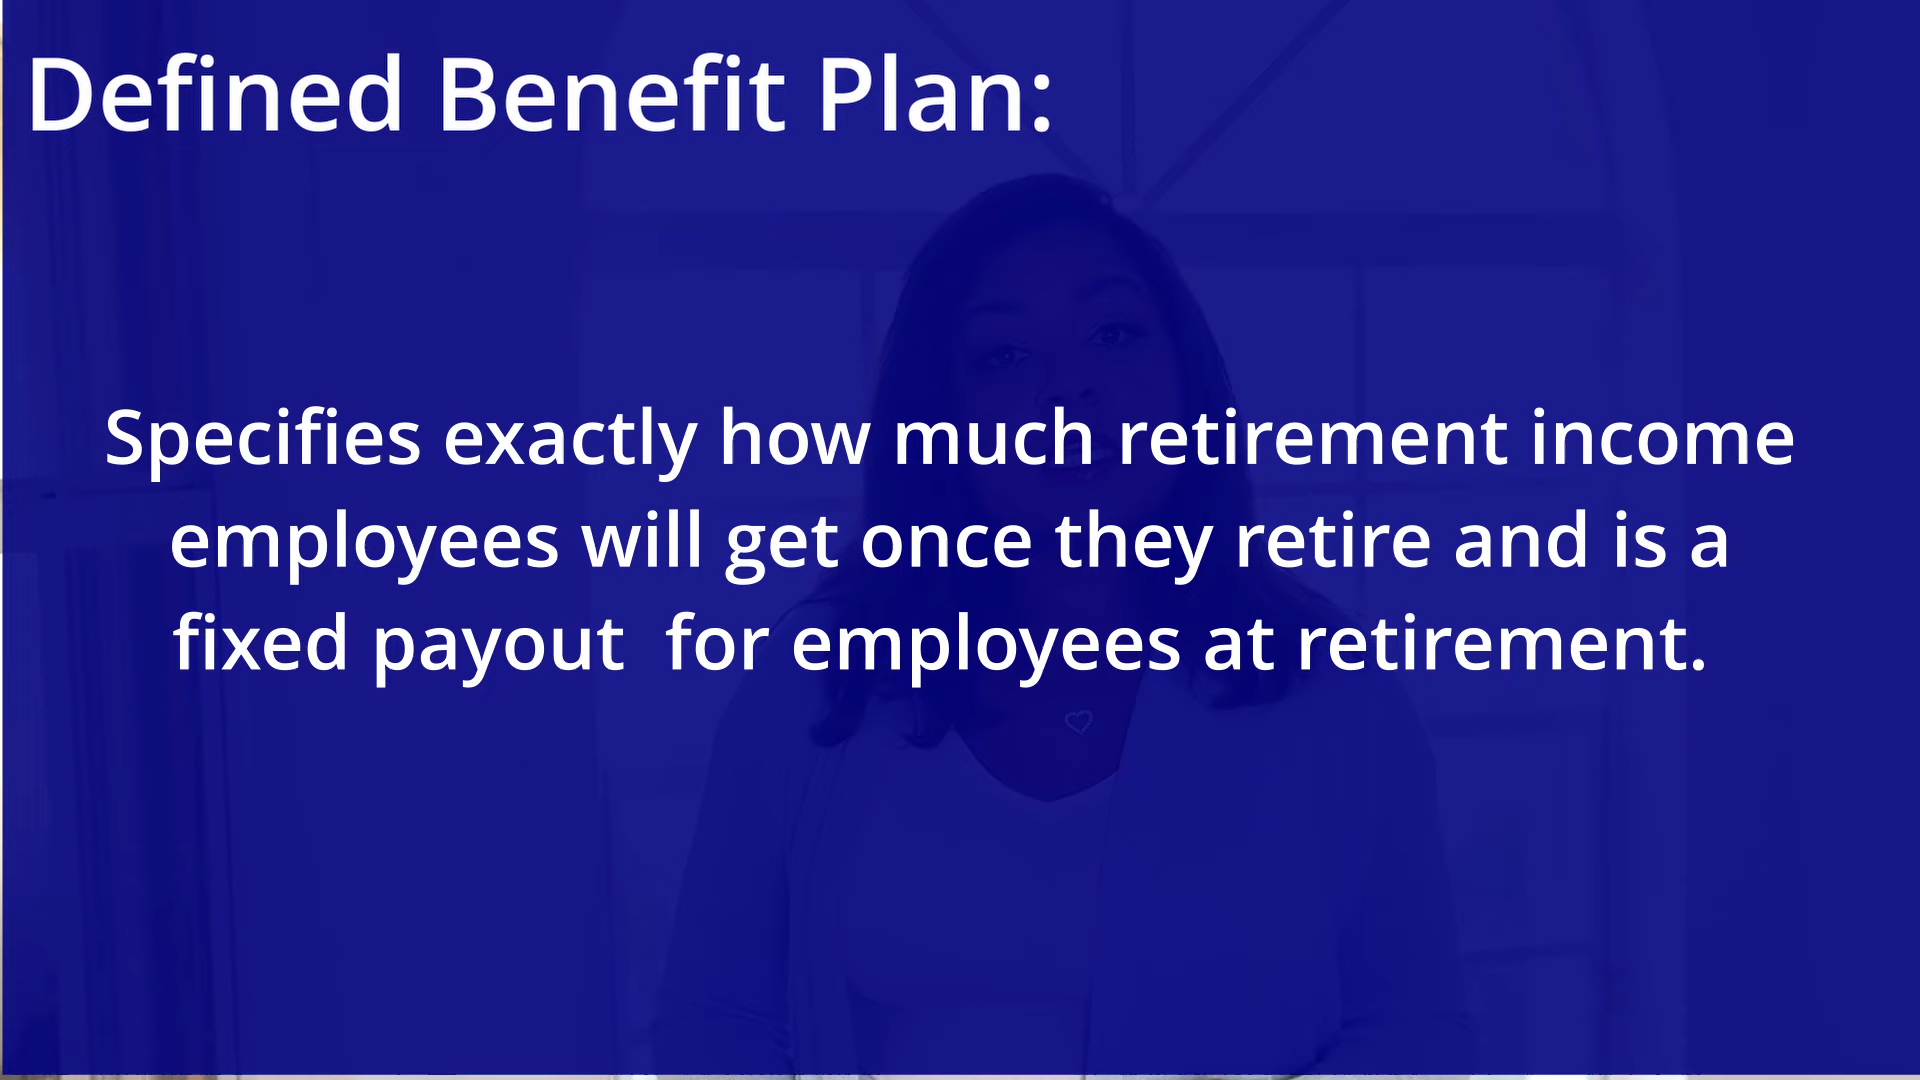 Defined Benefit Plan:
Specifies exactly how much retirement income
employees will get once they retire and is a
fixed payout  for employees at retirement.